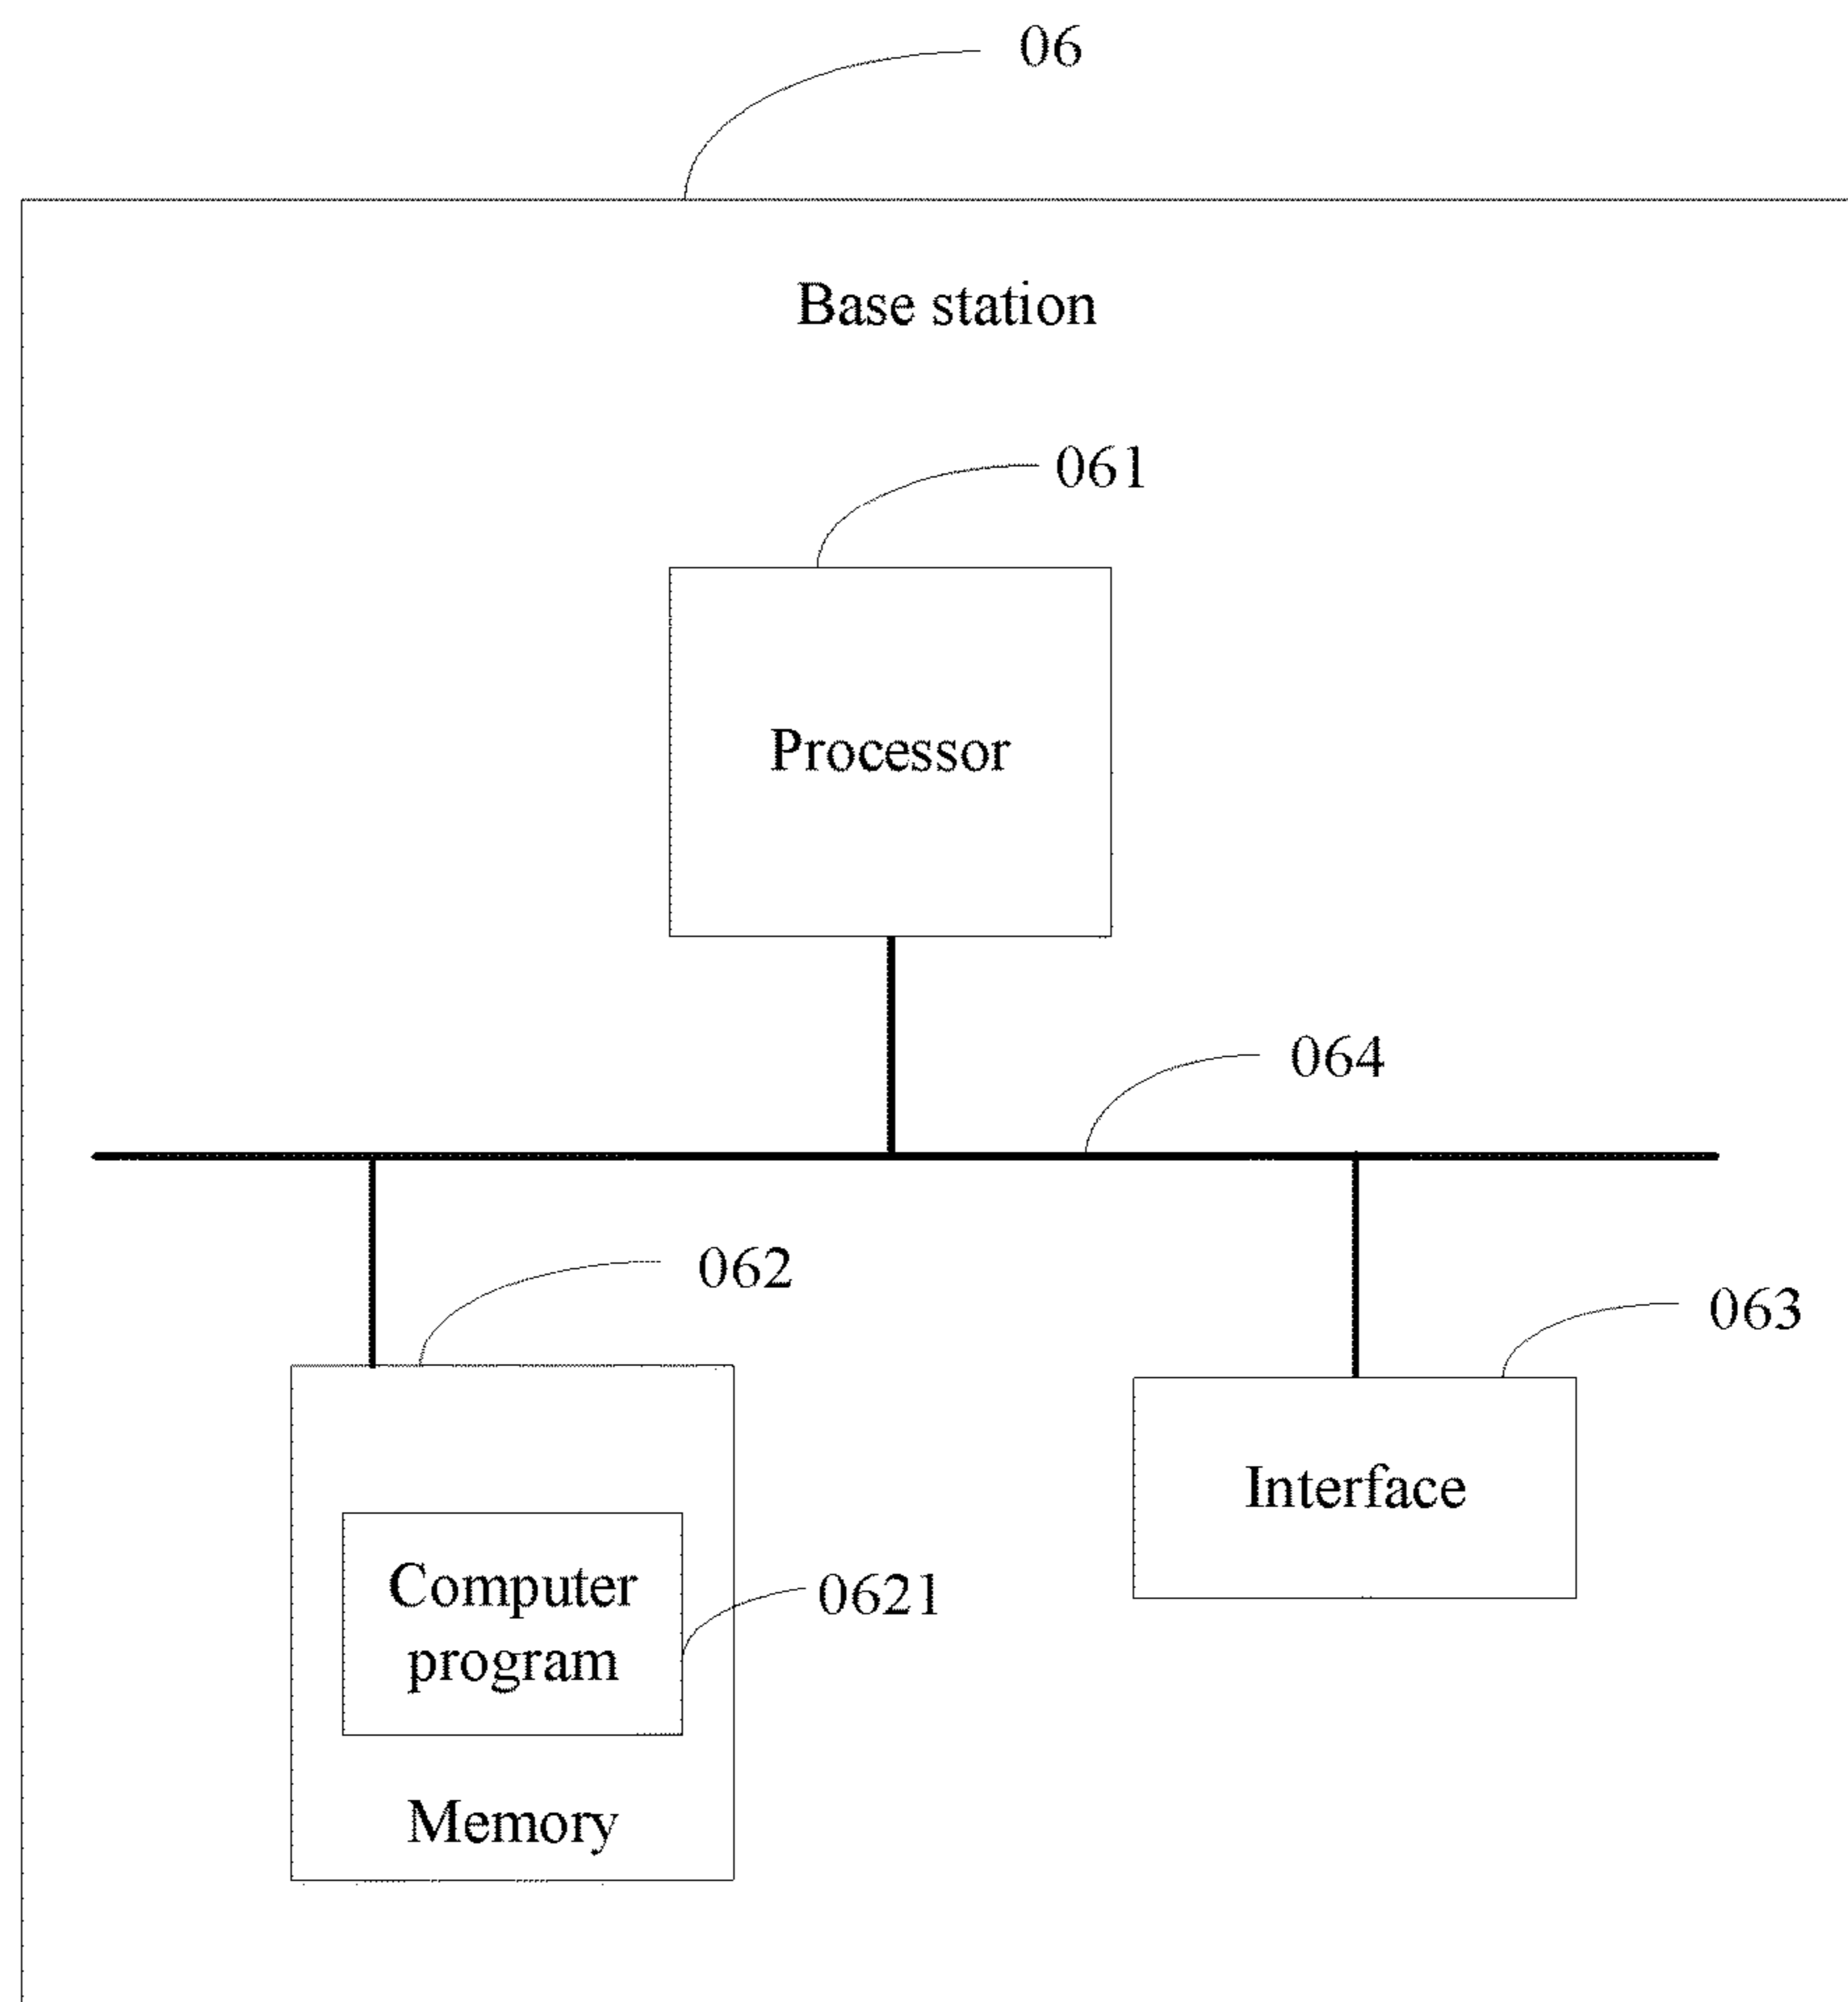 06
Base station
061
Processor
064
062
063
Interface
Computer
program
0621
Memory